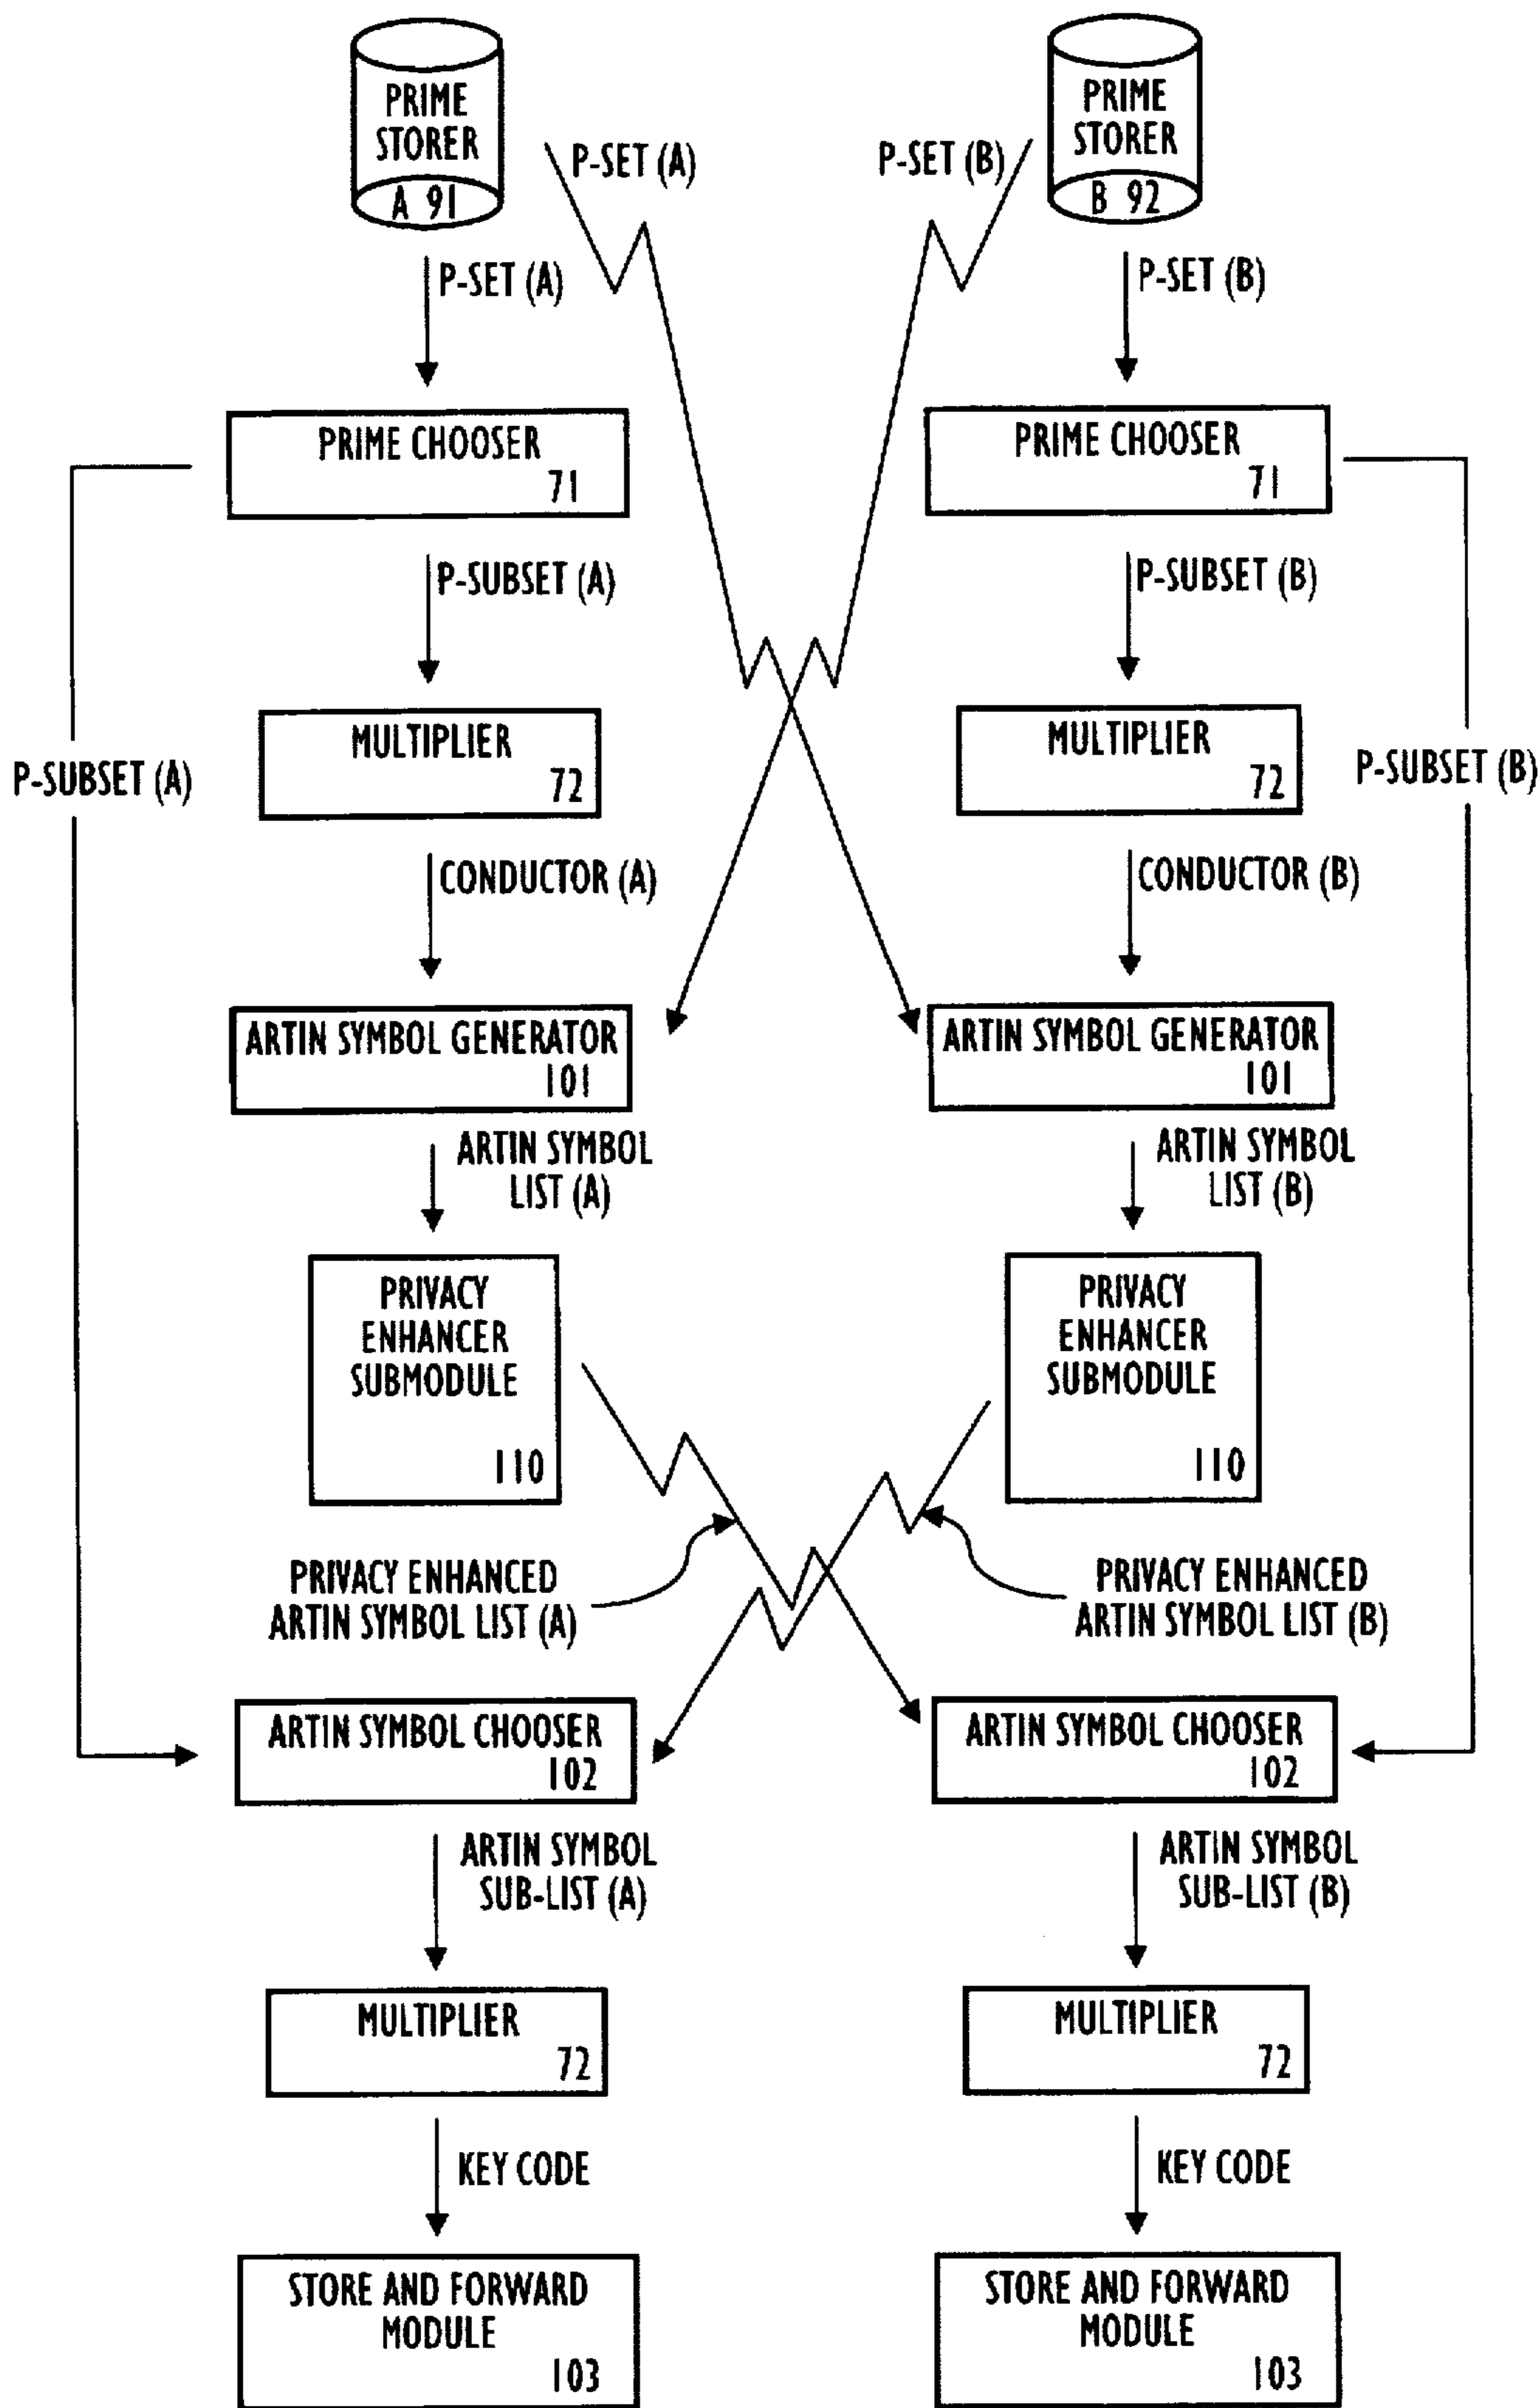 PRIME
STORER
A 91
PRIME
STORER
B 92
P-SET (A)
P-SET (B)
P-SET (A)
P-SET (B)
PRIME CHOOSER
71
PRIME CHOOSER
71
P-SUBSET (A)
P-SUBSET (B)
MULTIPLIER
72
MULTIPLIER
72
P-SUBSET (A)
P-SUBSET (B)
CONDUCTOR (A)
CONDUCTOR (B)
ARTIN SYMBOL GENERATOR
101
ARTIN SYMBOL GENERATOR
101
ARTIN SYMBOL
LIST (A)
ARTIN SYMBOL
LIST (B)
PRIVACY
ENHANCER
SUBMODULE
110
PRIVACY
ENHANCER
SUBMODULE
110
PRIVACY ENHANCED
ARTIN SYMBOL LIST (A)
PRIVACY ENHANCED
ARTIN SYMBOL LIST (B)
ARTIN SYMBOL CHOOSER
102
ARTIN SYMBOL CHOOSER
102
ARTIN SYMBOL
SUB-LIST (A)
ARTIN SYMBOL
SUB-LIST (B)
MULTIPLIER
72
MULTIPLIER
72
KEY CODE
KEY CODE
STORE AND FORWARD
MODULE
103
STORE AND FORWARD
MODULE
103